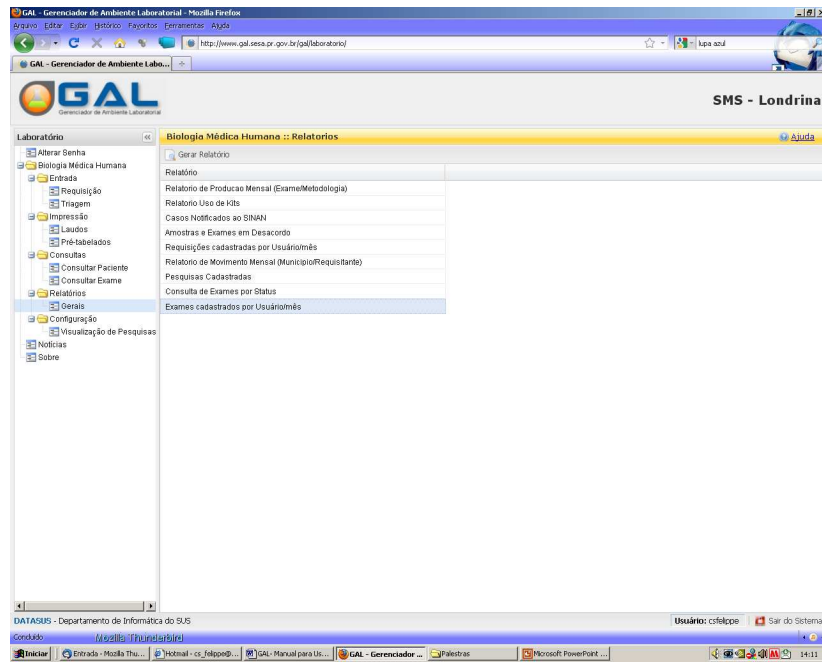 GAL - Gerenciador de Ambiente Laboratorial - Mozilla Firefox
Arquivo Editar Exibir Histórico Favoritos Ferramentas Ajuda
http://www.gal.sesa.pr.gov.br/gal/laboratorio/
lupa azul
GAL - Gerenciador de Ambiente Labo...
GAL
Gerenciador de Ambiente Laboratorial
SMS - Londrina
Laboratório
Biologia Médica Humana :: Relatorios
Ajuda
Alterar Senha
Biologia Médica Humana
Entrada
Requisição
Triagem
Impressão
Laudos
Pré-tabelados
Consultas
Consultar Paciente
Consultar Exame
Relatórios
Gerais
Configuração
Visualização de Pesquisas
Notícias
Sobre
Gerar Relatório
Relatório
Relatorio de Producao Mensal (Exame/Metodologia)
Relatorio Uso de Kits
Casos Notificados ao SINAN
Amostras e Exames em Desacordo
Requisições cadastradas por Usuário/mês
Relatorio de Movimento Mensal (Municipio/Requisitante)
Pesquisas Cadastradas
Consulta de Exames por Status
Exames cadastrados por Usuário/mês
DATASUS - Departamento de Informática do SUS
Usuário: csfelippe
Sair do Sistema
Concluído
Mozilla Thunderbird
Iniciar
Entrada - Mozilla Thu...
Hotmail - cs_felippe@...
GAL- Manual para Us...
GAL - Gerenciador ...
Palestras
Microsoft PowerPoint ...
14:11